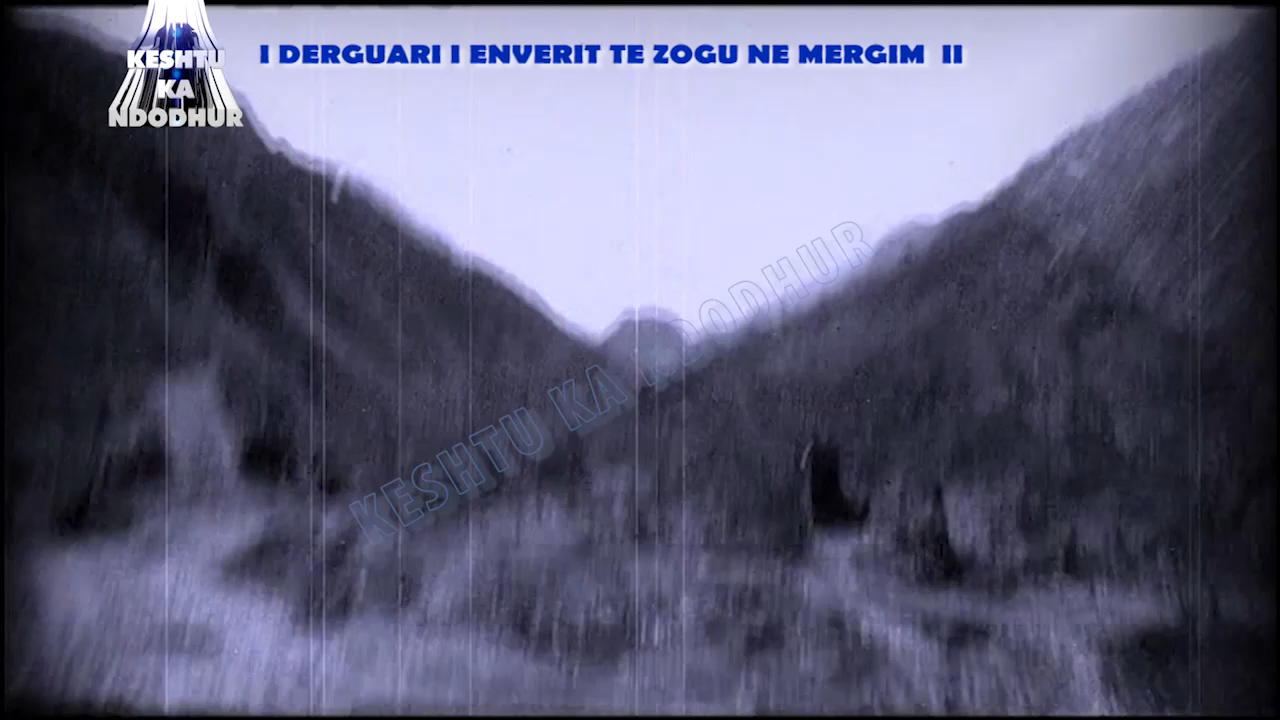 KESHTU
KA
NDODHUR
I DERGUARI I ENVERIT TE ZOGU NE MERGIM II
KESHTU KA NDODHUR